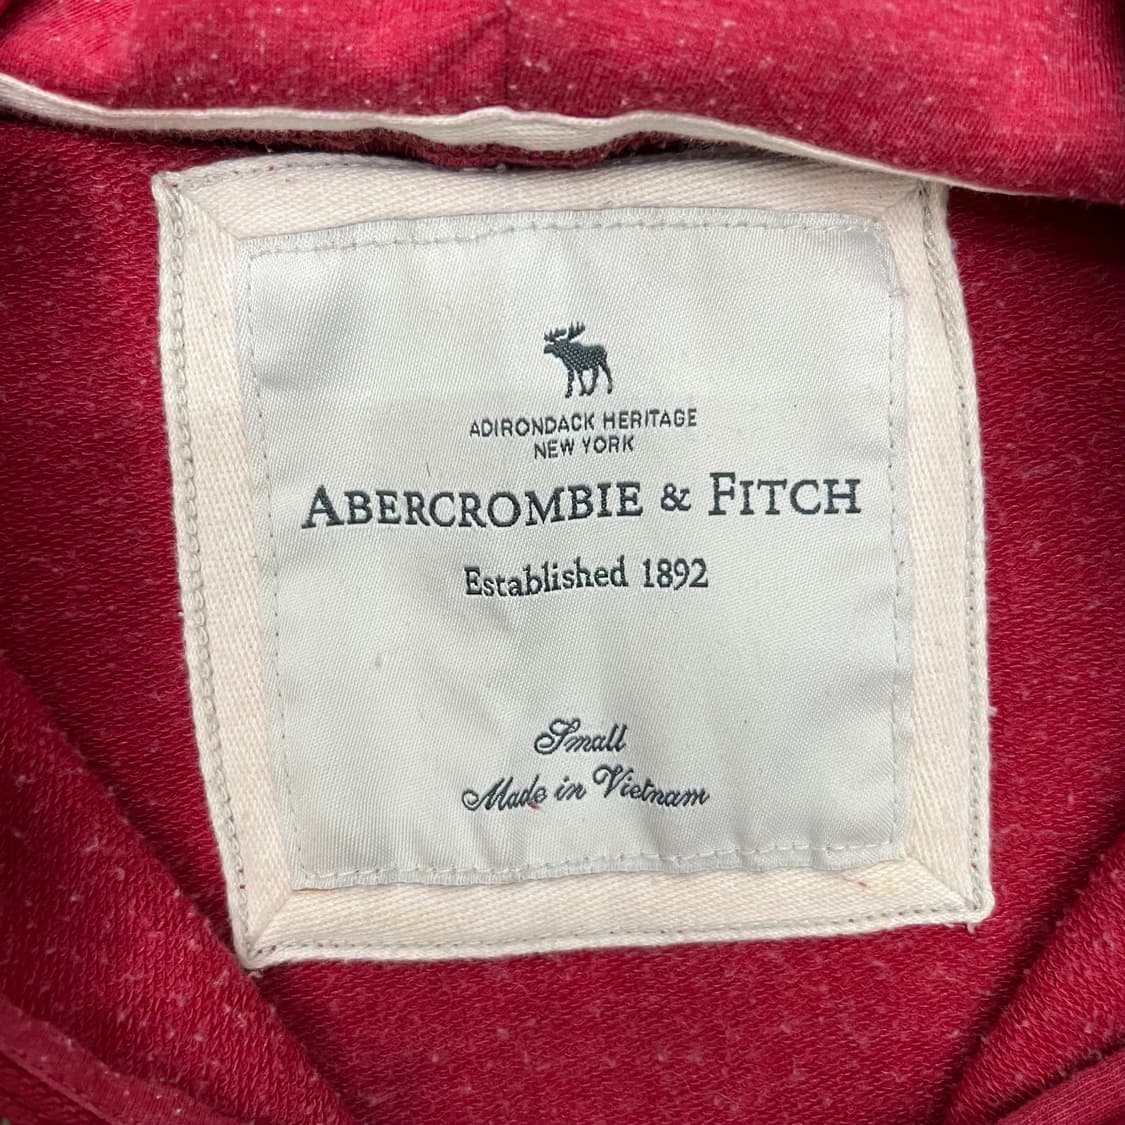 ADIRONDACK HERITAGE
NEW YORK
ABERCROMBIE & FITCH
Established 1892
Small
Made in Vietnam